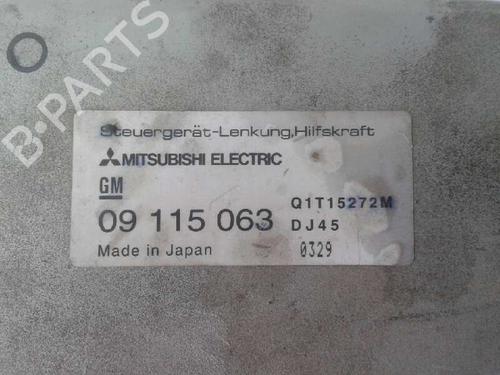 B-PARTS
Steuergerät-Lenkung,Hilfskraft
MITSUBISHI ELECTRIC
GM
Q1T15272M
09 115 063 DJ45
Made in Japan 0329